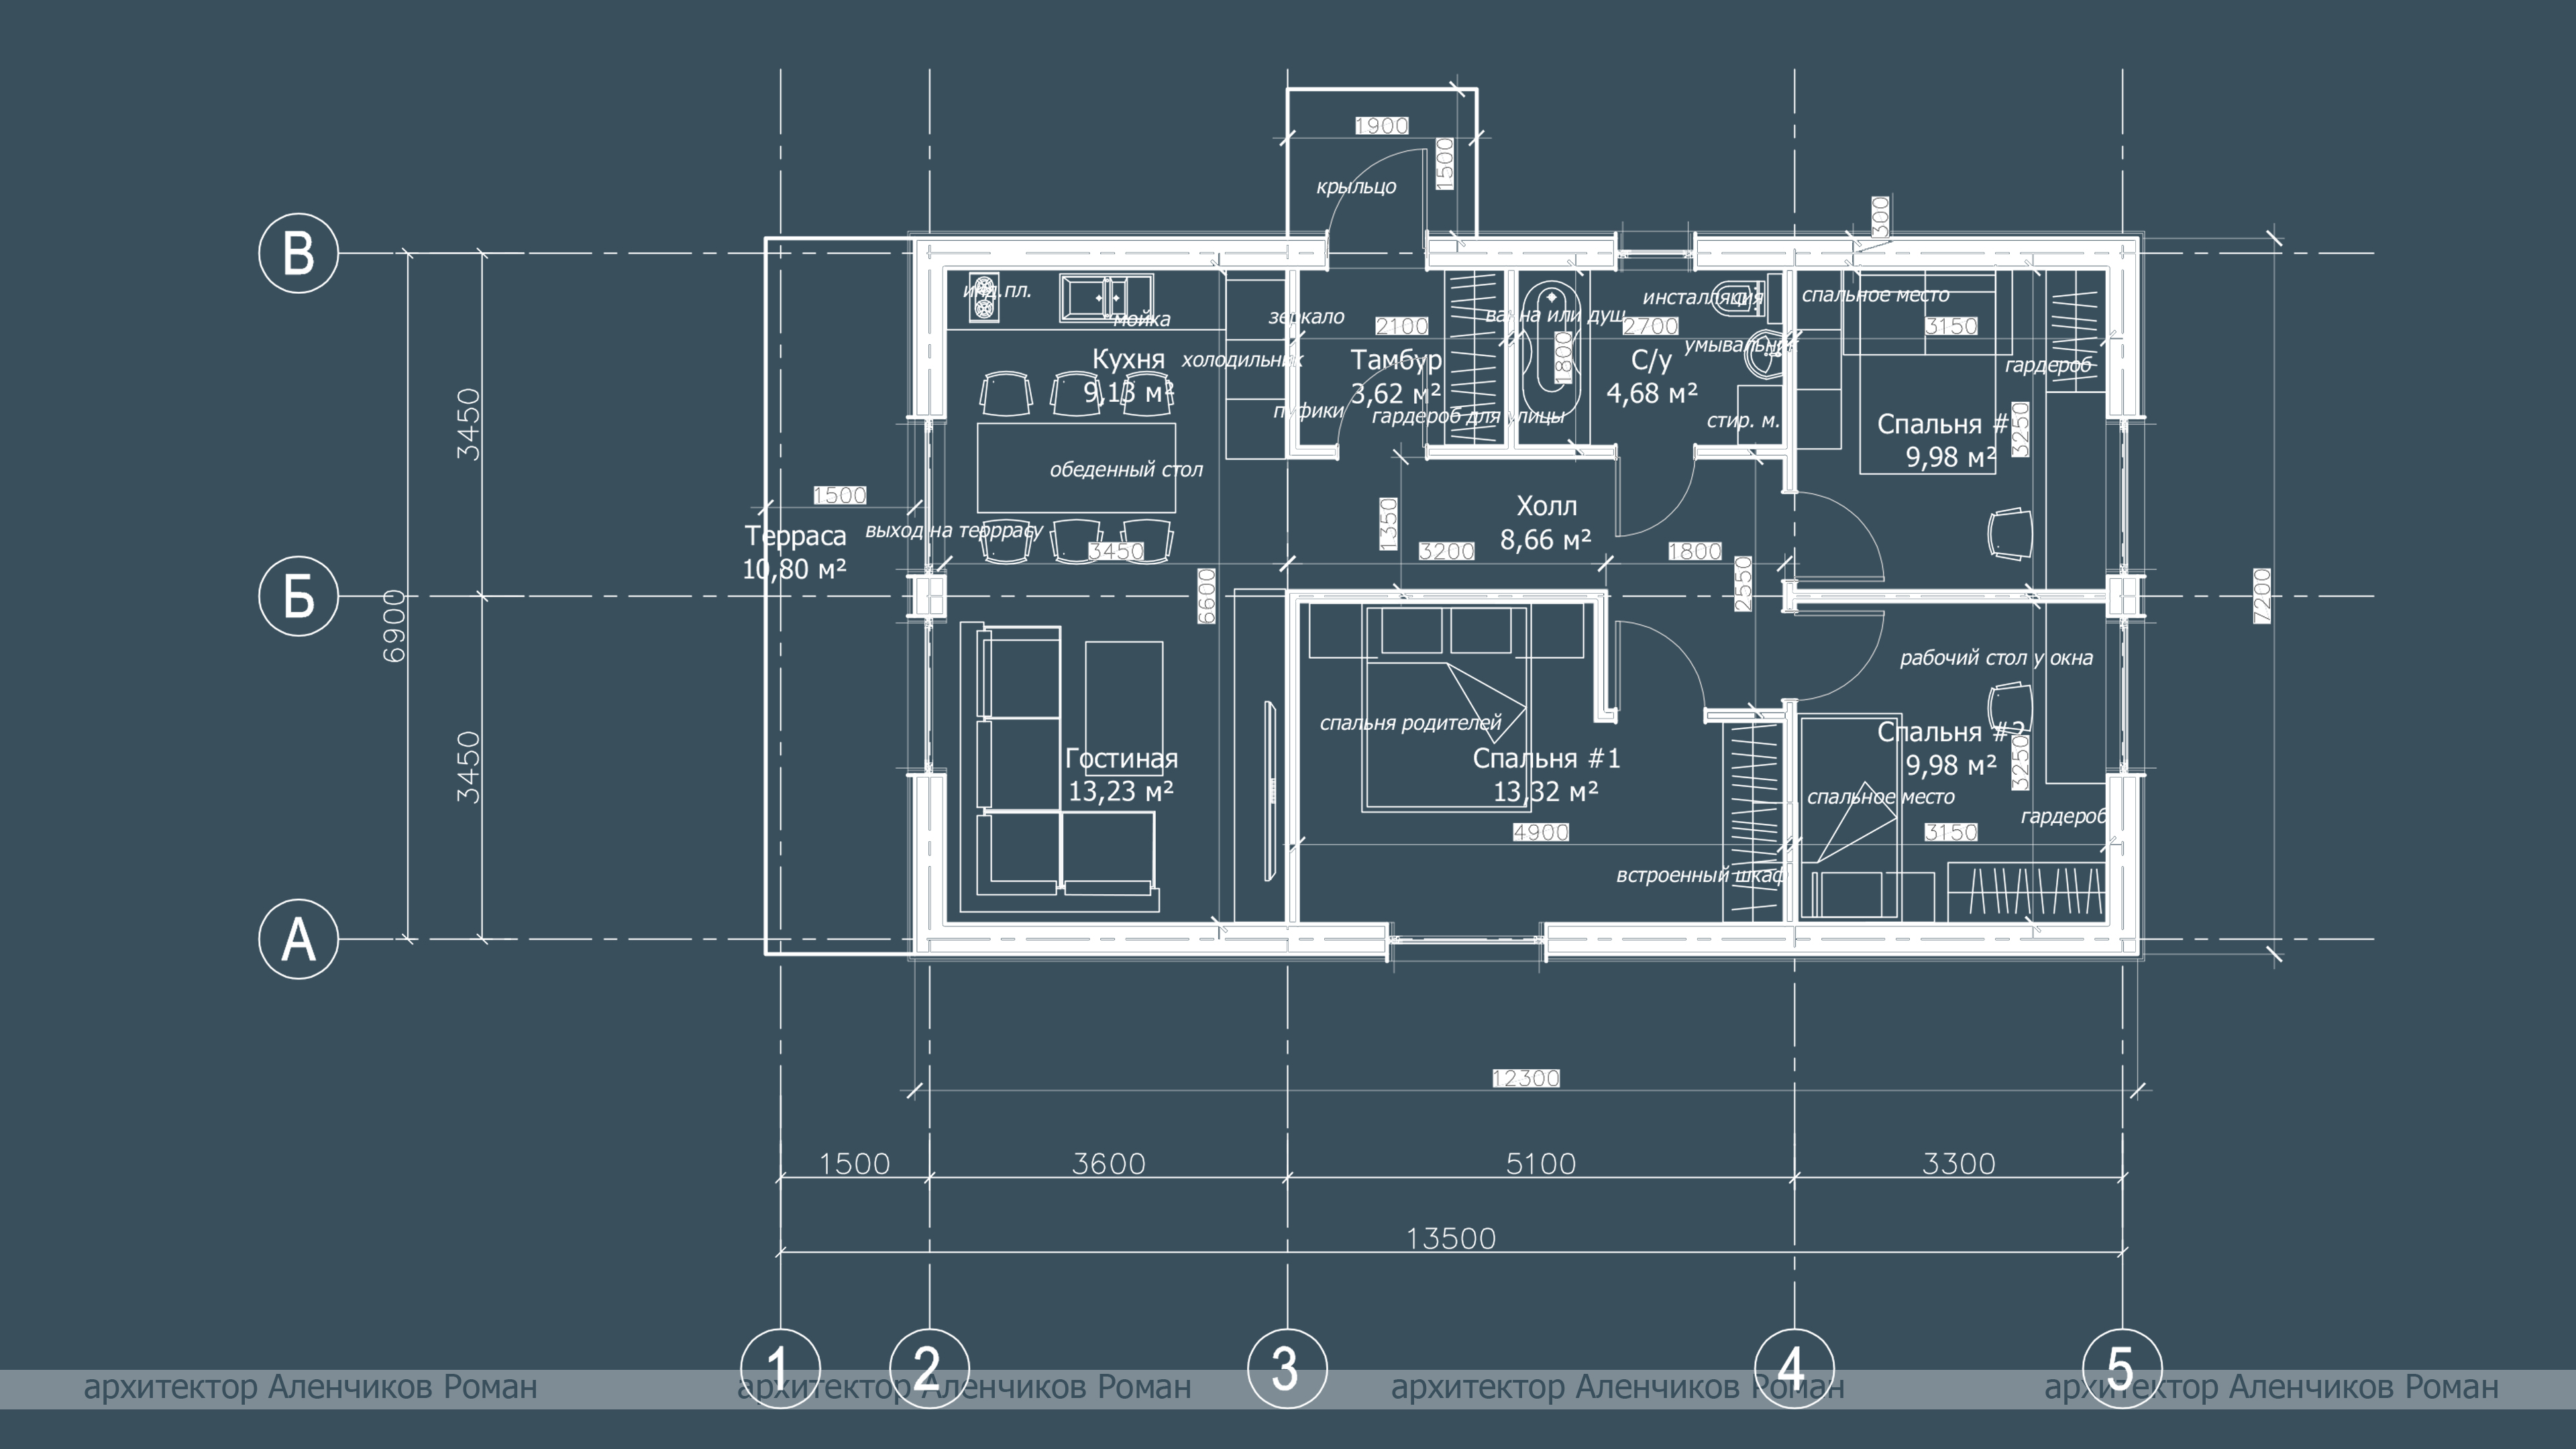 1900
1500
крыльцо
300
В
инд.пл.
мойка
зеркало
2100
ванна или душ
инсталляция
2700
умывальник
спальное место
3150
Кухня
9,13 м²
холодильник
Тамбур
3,62 м²
1800
С/у
4,68 м²
гардероб
пуфики
гардероб для улицы
стир. м.
Спальня #
9,98 м²
3250
3450
обеденный стол
1500
Терраса
10,80 м²
выход на терррасу
3450
1350
Холл
8,66 м²
3200
1800
2550
Б
6900
6600
7200
рабочий стол у окна
спальня родителей
Спальня #2
9,98 м²
3250
3450
Гостиная
13,23 м²
Спальня #1
13,32 м²
спальное место
гардероб
4900
3150
встроенный шкаф
А
12300
1500
3600
5100
3300
13500
1
2
3
4
5
архитектор Аленчиков Роман
архитектор Аленчиков Роман
архитектор Аленчиков Роман
архитектор Аленчиков Роман